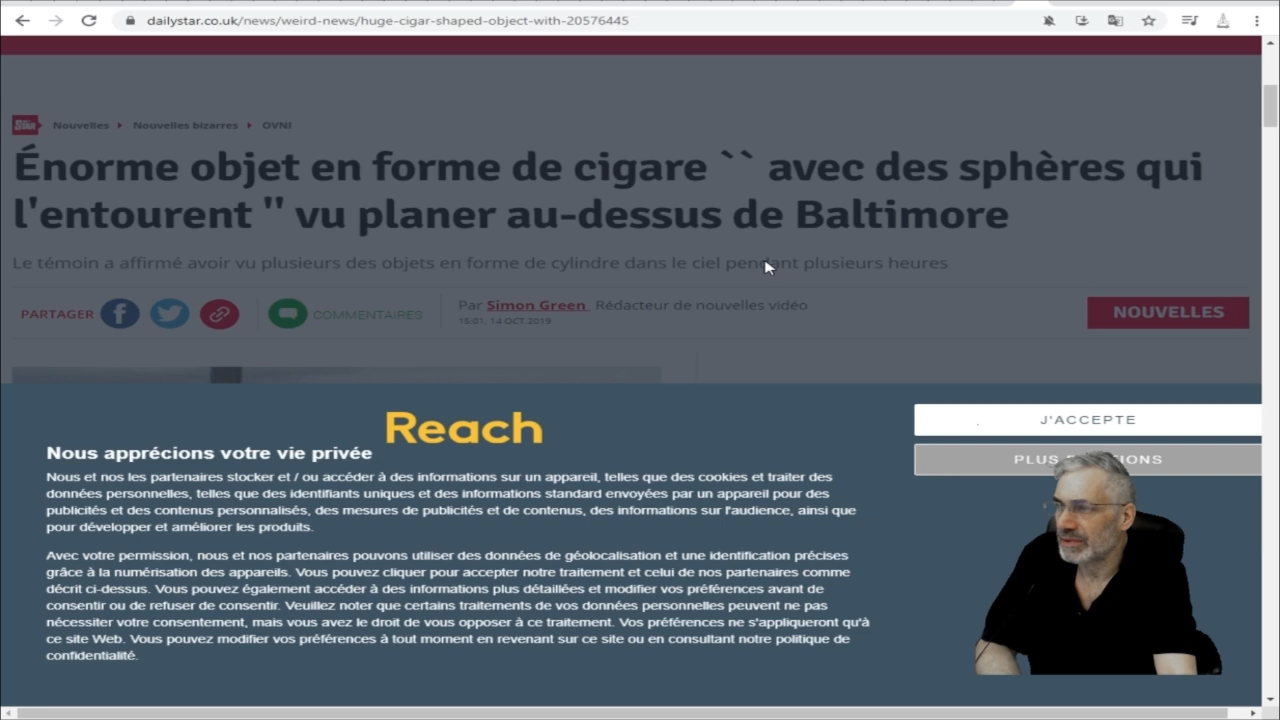 dailystar.co.uk/news/weird-news/huge-cigar-shaped-object-with-20576445
Nouvelles Nouvelles bizarres OVNI
Énorme objet en forme de cigare `` avec des sphères qui
l'entourent '' vu planer au-dessus de Baltimore
Le témoin a affirmé avoir vu plusieurs des objets en forme de cylindre dans le ciel pendant plusieurs heures
PARTAGER COMMENTAIRES
Par Simon Green Rédacteur de nouvelles vidéo
15:01, 14 OCT.2019
NOUVELLES
Reach
Nous apprécions votre vie privée
Nous et nos les partenaires stocker et / ou accéder à des informations sur un appareil, telles que des cookies et traiter des
données personnelles, telles que des identifiants uniques et des informations standard envoyées par un appareil pour des
publicités et des contenus personnalisés, des mesures de publicités et de contenus, des informations sur l'audience, ainsi que
pour développer et améliorer les produits.
Avec votre permission, nous et nos partenaires pouvons utiliser des données de géolocalisation et une identification précises
grâce à la numérisation des appareils. Vous pouvez cliquer pour accepter notre traitement et celui de nos partenaires comme
décrit ci-dessus. Vous pouvez également accéder à des informations plus détaillées et modifier vos préférences avant de
consentir ou de refuser de consentir. Veuillez noter que certains traitements de vos données personnelles peuvent ne pas
nécessiter votre consentement, mais vous avez le droit de vous opposer à ce traitement. Vos préférences ne s'appliqueront qu'à
ce site Web. Vous pouvez modifier vos préférences à tout moment en revenant sur ce site ou en consultant notre politique de
confidentialité.
J'ACCEPTE
PLUS